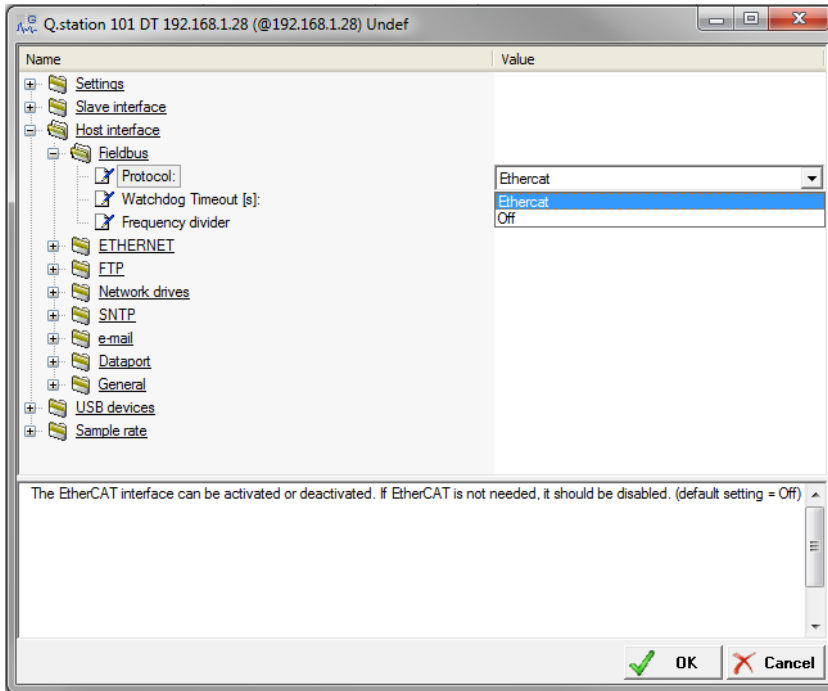 Q.station 101 DT 192.168.1.28 (@192.168.1.28) Undef
Name Value
Settings
Slave interface
Host interface
Fieldbus
Protocol: Ethercat
Watchdog Timeout [s]: Ethercat
Frequency divider Off
ETHERNET
FTP
Network drives
SNTP
e-mail
Dataport
General
USB devices
Sample rate
The EtherCAT interface can be activated or deactivated. If EtherCAT is not needed, it should be disabled. (default setting = Off)
OK Cancel